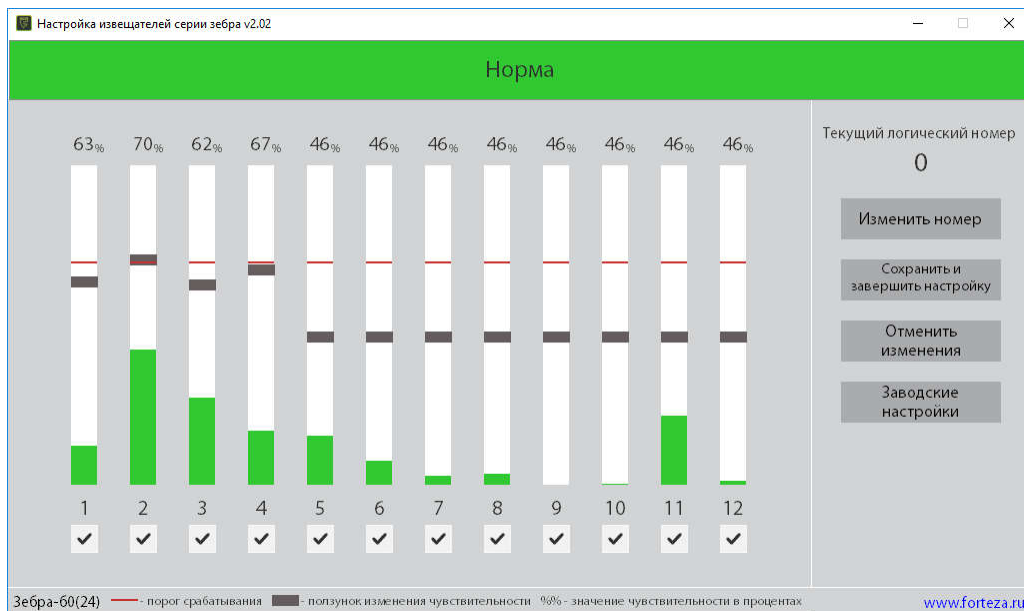 Настройка извещателей серии зебра v2.02
Норма
63% 70% 62% 67% 46% 46% 46% 46% 46% 46% 46% 46%
1 2 3 4 5 6 7 8 9 10 11 12
Текущий логический номер
0
Изменить номер
Сохранить и
завершить настройку
Отменить
изменения
Заводские
настройки
Зебра-60(24) - порог срабатывания - ползунок изменения чувствительности %% - значение чувствительности в процентах
www.forteza.ru